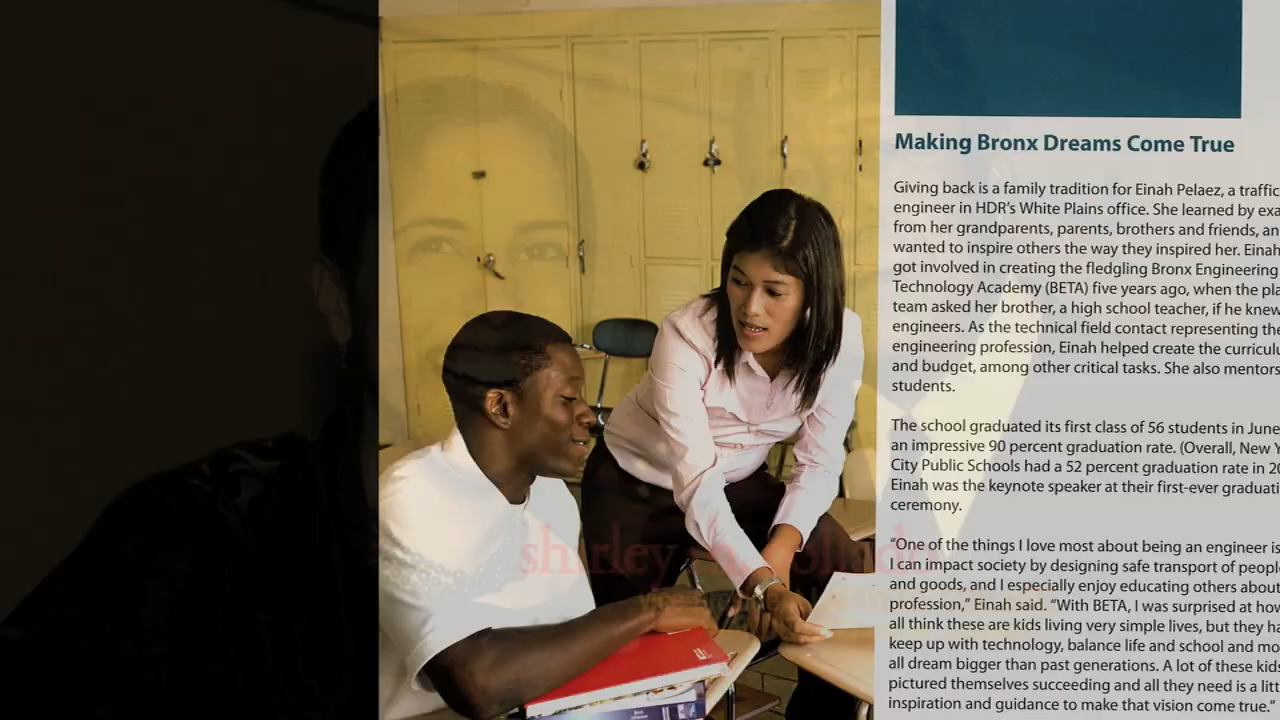 Making Bronx Dreams Come True
Giving back is a family tradition for Einah Pelaez, a traffic
engineer in HDR's White Plains office. She learned by exa
from her grandparents, parents, brothers and friends, an
wanted to inspire others the way they inspired her. Einah
got involved in creating the fledgling Bronx Engineering
Technology Academy (BETA) five years ago, when the pla
team asked her brother, a high school teacher, if he knew
engineers. As the technical field contact representing the
engineering profession, Einah helped create the curriculu
and budget, among other critical tasks. She also mentors
students.
The school graduated its first class of 56 students in June
an impressive 90 percent graduation rate. (Overall, New Y
City Public Schools had a 52 percent graduation rate in 20
Einah was the keynote speaker at their first-ever graduati
ceremony.
"One of the things I love most about being an engineer is
I can impact society by designing safe transport of people
and goods, and I especially enjoy educating others about
profession," Einah said. "With BETA, I was surprised at how
all think these are kids living very simple lives, but they ha
keep up with technology, balance life and school and mo
all dream bigger than past generations. A lot of these kids
pictured themselves succeeding and all they need is a litt
inspiration and guidance to make that vision come true."
shirley